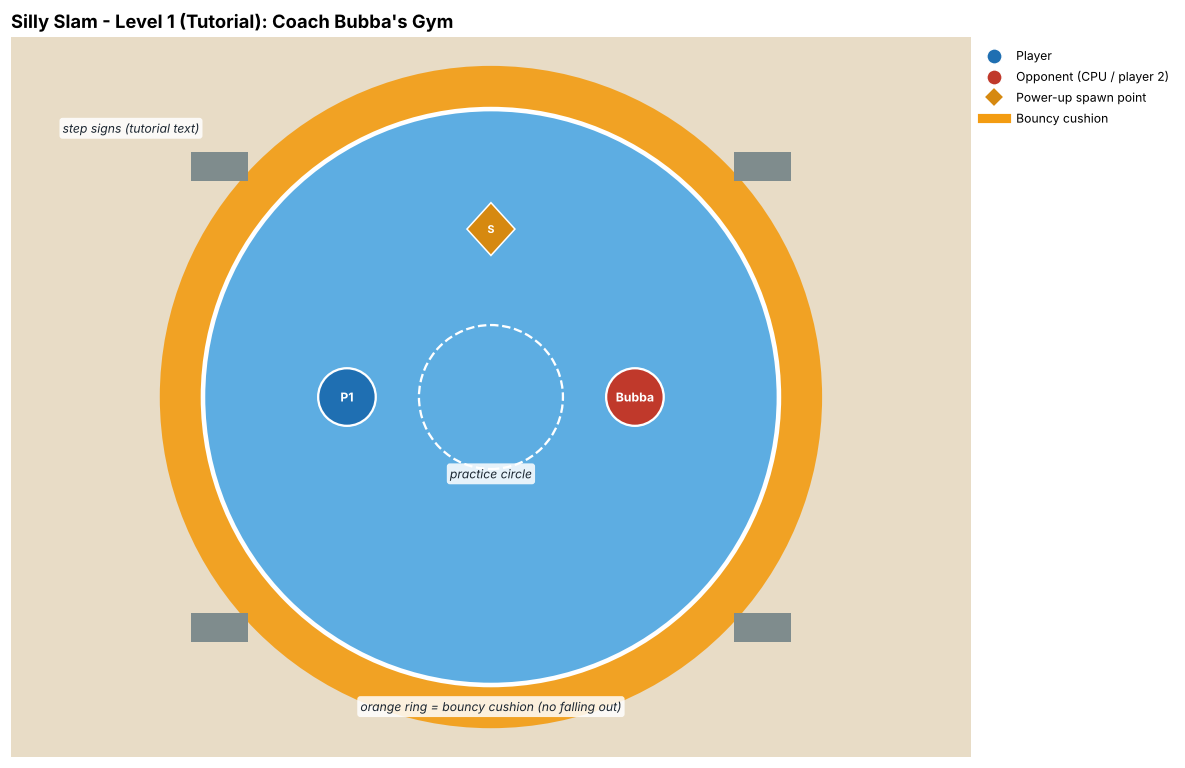 Silly Slam - Level 1 (Tutorial): Coach Bubba's Gym
Player
Opponent (CPU / player 2)
Power-up spawn point
Bouncy cushion
step signs (tutorial text)
S
P1
Bubba
practice circle
orange ring = bouncy cushion (no falling out)